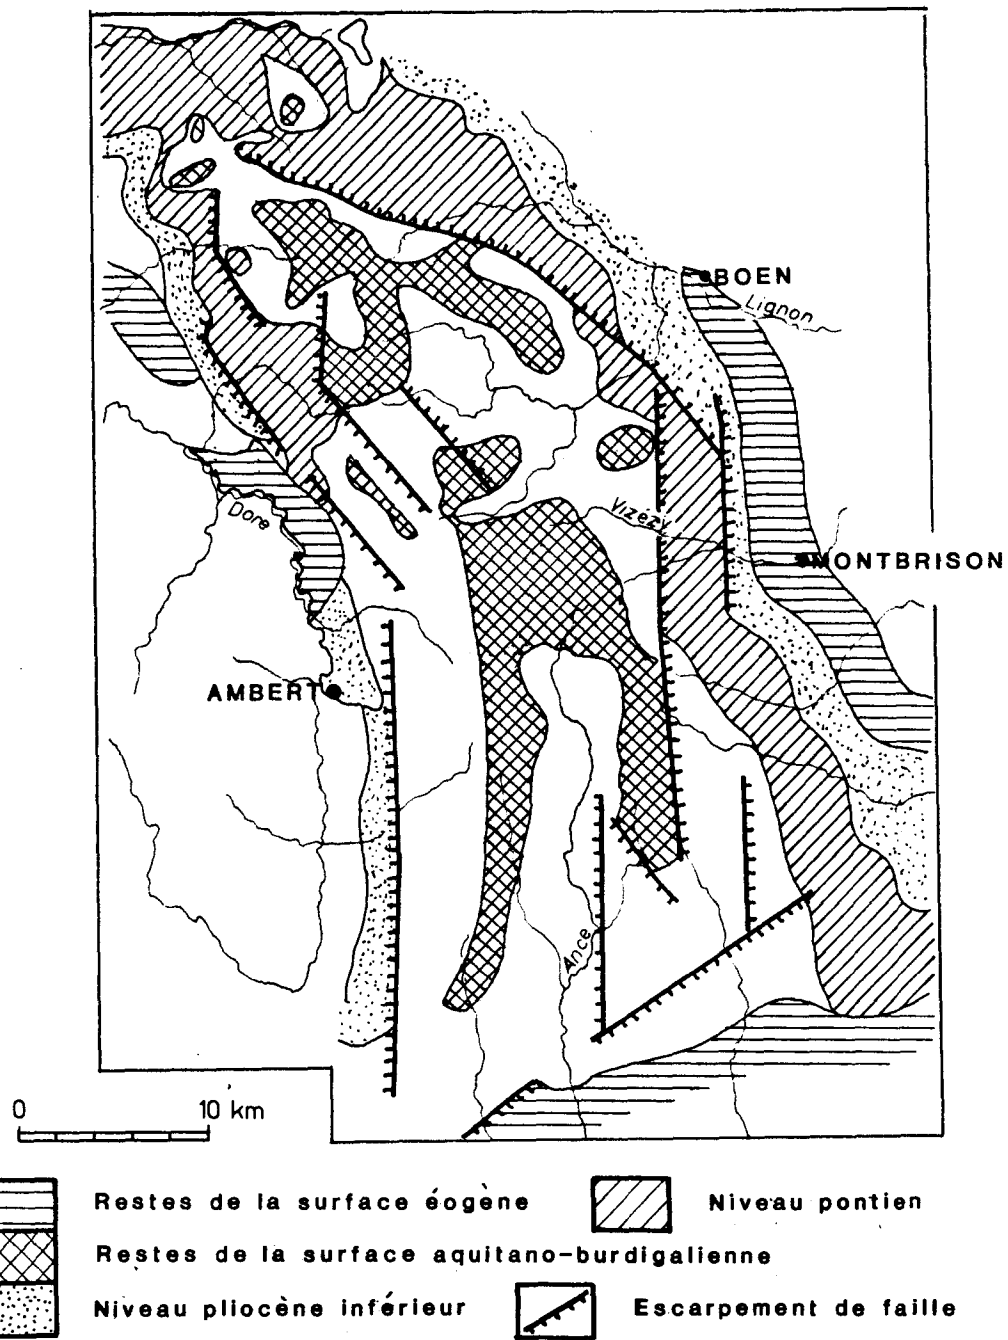 BOEN
Lignon
Dore
Vizézy
MONTBRISON
AMBERT
Ance
0 10 km
Restes de la surface éogène
Niveau pontien
Restes de la surface aquitano-burdigalienne
Niveau pliocène inférieur
Escarpement de faille